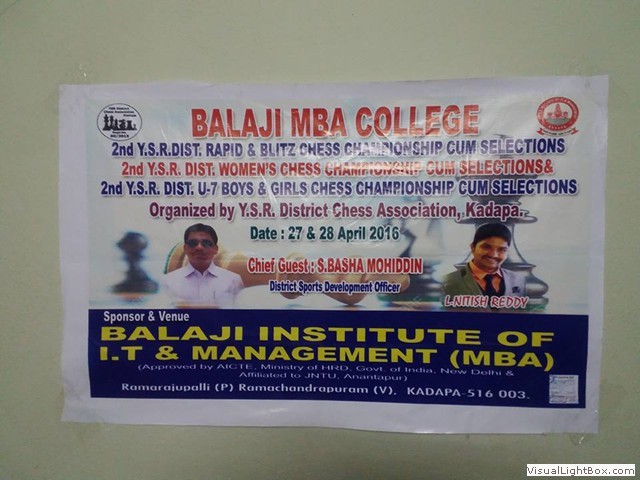 BALAJI MBA COLLEGE
2nd Y.S.R.DIST. RAPID & BLITZ CHESS CHAMPIONSHIP CUM SELECTIONS
2nd Y.S.R. DIST. WOMEN'S CHESS CHAMPIONSHIP CUM SELECTIONS&
2nd Y.S.R. DIST. U-7 BOYS & GIRLS CHESS CHAMPIONSHIP CUM SELECTIONS
Organized by Y.S.R. District Chess Association, Kadapa.
Date : 27 & 28 April 2016
Chief Guest : S.BASHA MOHIDDIN
District Sports Development Officer
L.NITISH REDDY
Sponsor & Venue
BALAJI INSTITUTE OF
I.T & MANAGEMENT (MBA)
(Approved by AICTE, Ministry of HRD, Govt. of India, New Delhi &
Affiliated to JNTU, Anantapur)
Ramarajupalli (P) Ramachandrapuram (V), KADAPA-516 003.
VisualLightBox.com